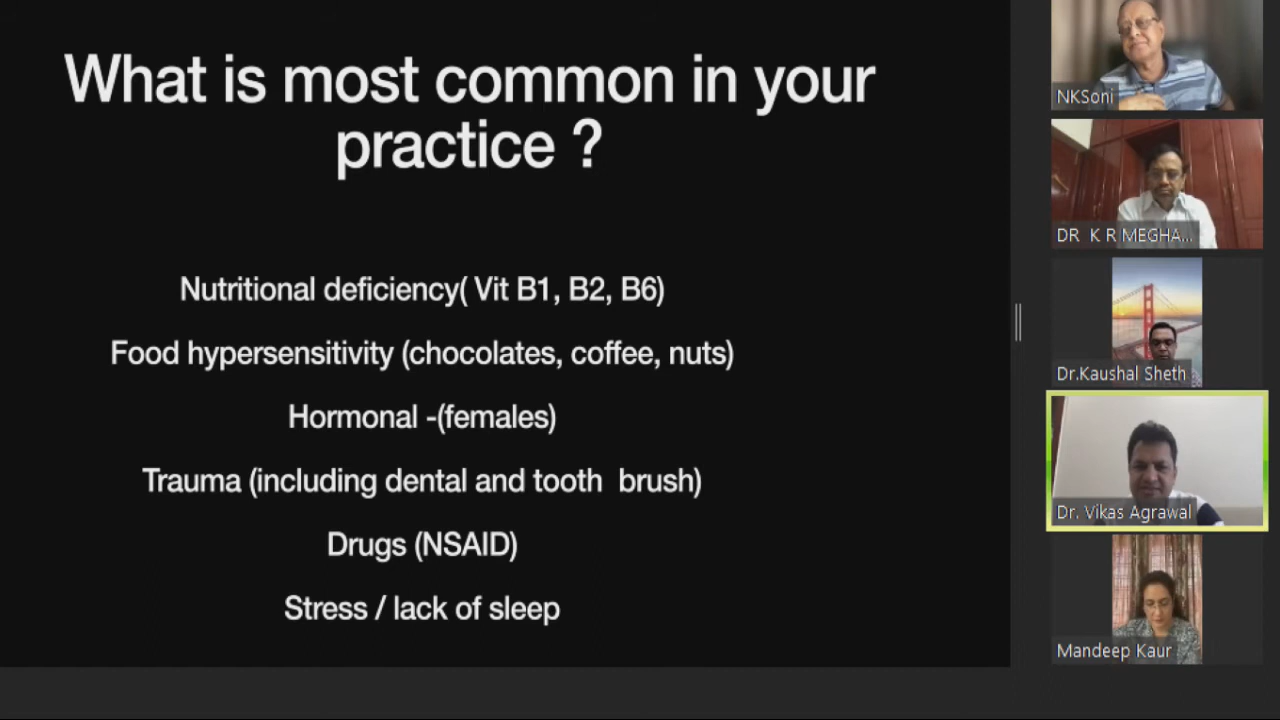 What is most common in your
practice ?
Nutritional deficiency( Vit B1, B2, B6)
Food hypersensitivity (chocolates, coffee, nuts)
Hormonal -(females)
Trauma (including dental and tooth  brush)
Drugs (NSAID)
Stress / lack of sleep
NKSoni
DR  K R MEGHA...
Dr.Kaushal Sheth
Dr. Vikas Agrawal
Mandeep Kaur